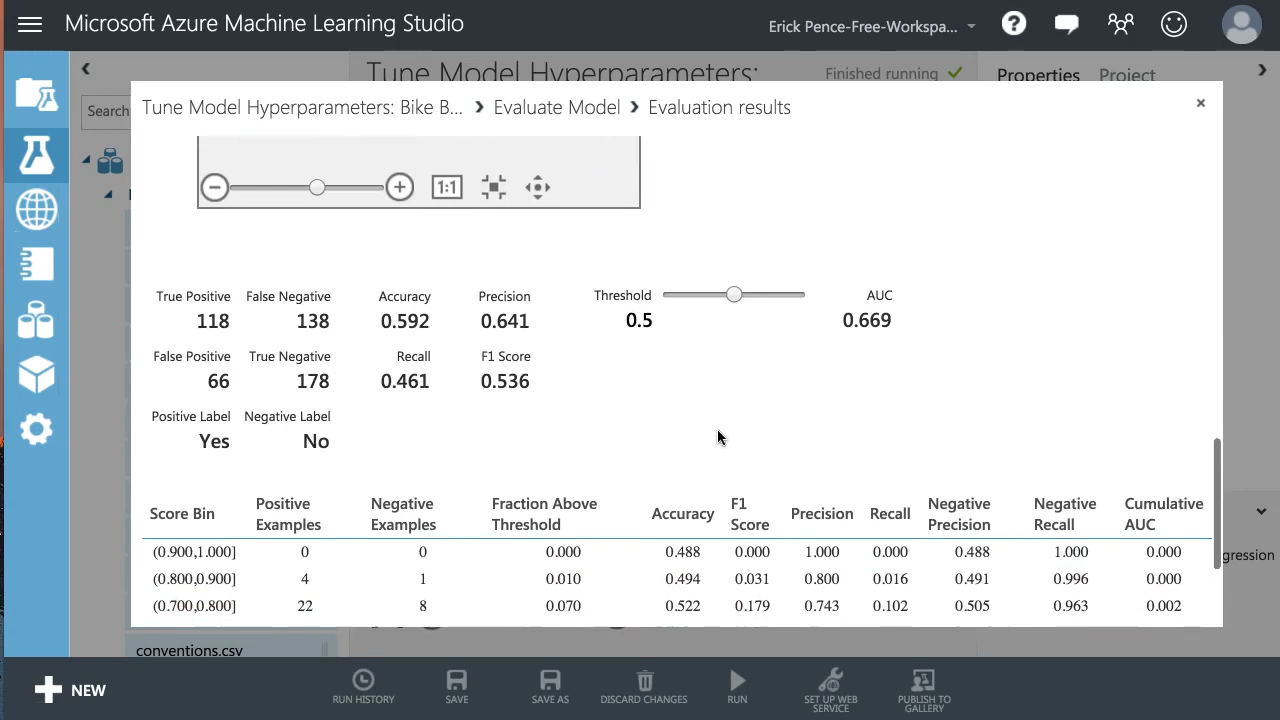 Microsoft Azure Machine Learning Studio
Erick Pence-Free-Workspa...
Tune Model Hyperparameters:
Finished running
Properties Project
Search
Tune Model Hyperparameters: Bike B... > Evaluate Model > Evaluation results
×
1:1
True Positive False Negative Accuracy Precision Threshold AUC
118 138 0.592 0.641 0.5 0.669
False Positive True Negative Recall F1 Score
66 178 0.461 0.536
Positive Label Negative Label
Yes No
Score Bin Positive Examples Negative Examples Fraction Above Threshold Accuracy F1 Score Precision Recall Negative Precision Negative Recall Cumulative AUC
(0.900,1.000] 0 0 0.000 0.488 0.000 1.000 0.000 0.488 1.000 0.000
(0.800,0.900] 4 1 0.010 0.494 0.031 0.800 0.016 0.491 0.996 0.000
(0.700,0.800] 22 8 0.070 0.522 0.179 0.743 0.102 0.505 0.963 0.002
gression
conventions.csv
NEW
RUN HISTORY
SAVE
SAVE AS
DISCARD CHANGES
RUN
SET UP WEB SERVICE
PUBLISH TO GALLERY